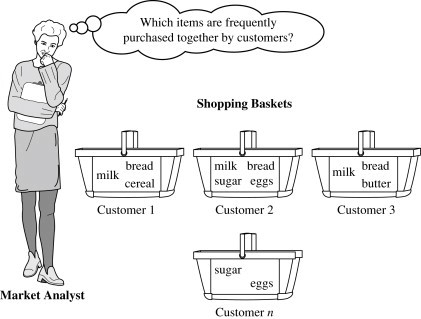 Which items are frequently
purchased together by customers?
Shopping Baskets
milk bread
cereal
Customer 1
milk bread
sugar eggs
Customer 2
milk bread
butter
Customer 3
sugar
eggs
Customer n
Market Analyst